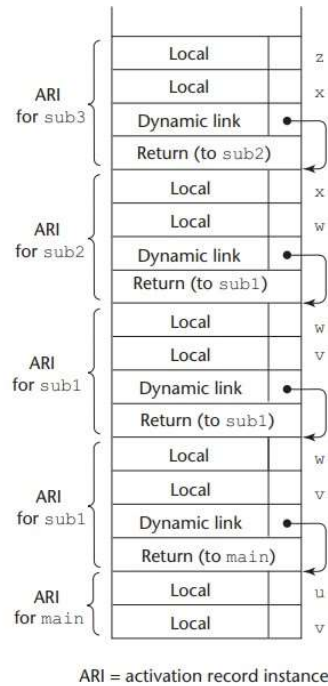 Local z
Local x
Dynamic link
Return (to sub2)
ARI
for sub3
Local x
Local w
Dynamic link
Return (to sub1)
ARI
for sub2
Local w
Local v
Dynamic link
Return (to sub1)
ARI
for sub1
Local w
Local v
Dynamic link
Return (to main)
ARI
for sub1
Local u
Local v
ARI
for main
ARI = activation record instance